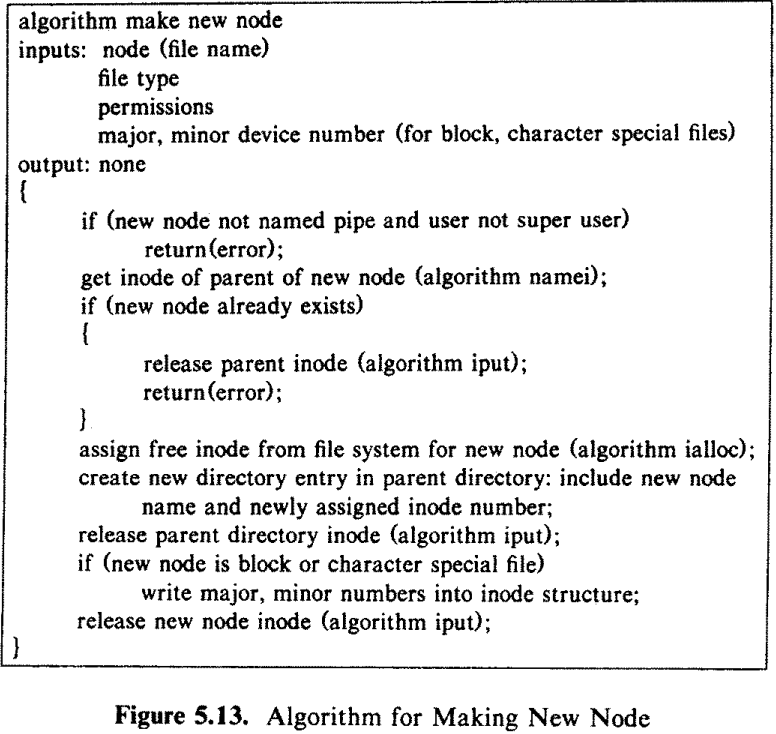 algorithm make new node
inputs: node (file name)
file type
permissions
major, minor device number (for block, character special files)
output: none
{
if (new node not named pipe and user not super user)
return(error);
get inode of parent of new node (algorithm namei);
if (new node already exists)
{
release parent inode (algorithm iput);
return(error);
}
assign free inode from file system for new node (algorithm ialloc);
create new directory entry in parent directory: include new node
name and newly assigned inode number;
release parent directory inode (algorithm iput);
if (new node is block or character special file)
write major, minor numbers into inode structure;
release new node inode (algorithm iput);
}
Figure 5.13. Algorithm for Making New Node